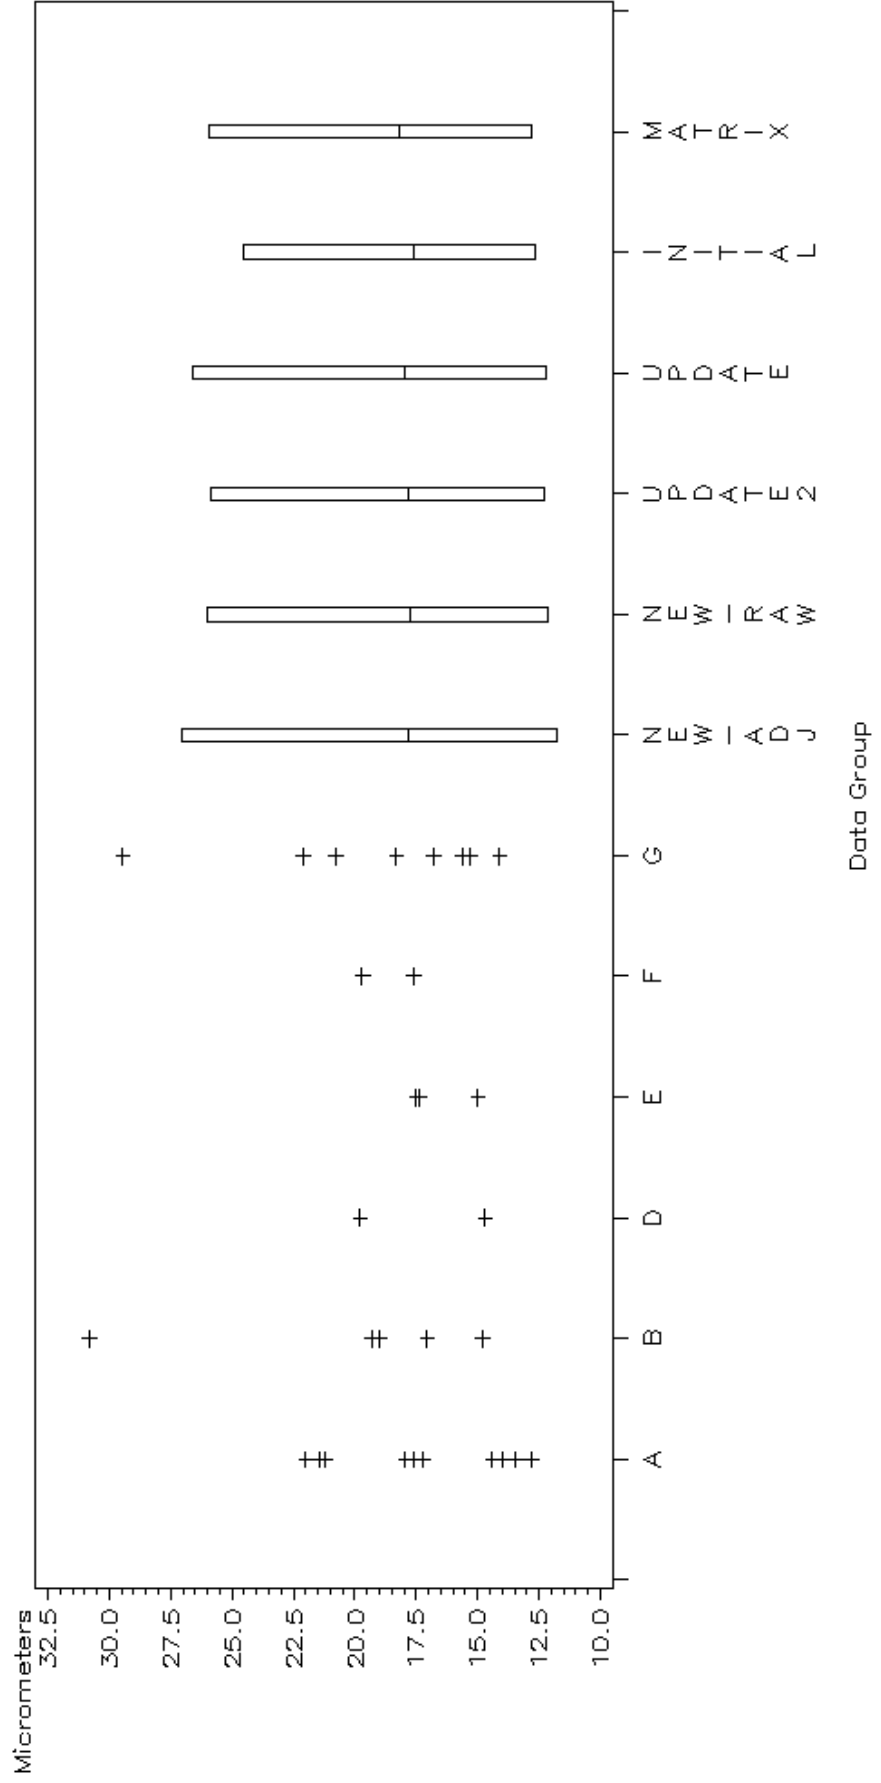 Micrometers
32.5
30.0
27.5
25.0
22.5
20.0
17.5
15.0
12.5
10.0
A
B
D
E
F
G
NEW_ADJ
NEW_RAW
UPDATE2
UPDATE
INITIAL
MATRIX
Data Group